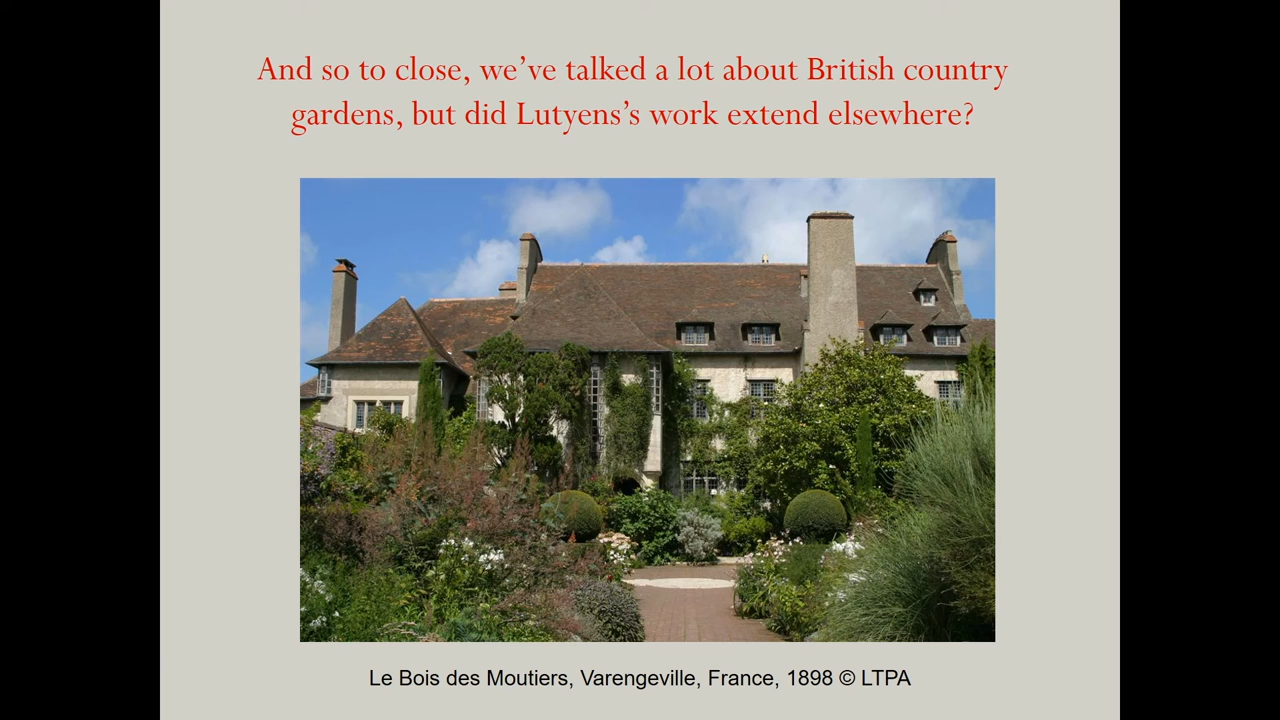 And so to close, we’ve talked a lot about British country
gardens, but did Lutyens’s work extend elsewhere?
Le Bois des Moutiers, Varengeville, France, 1898 © LTPA